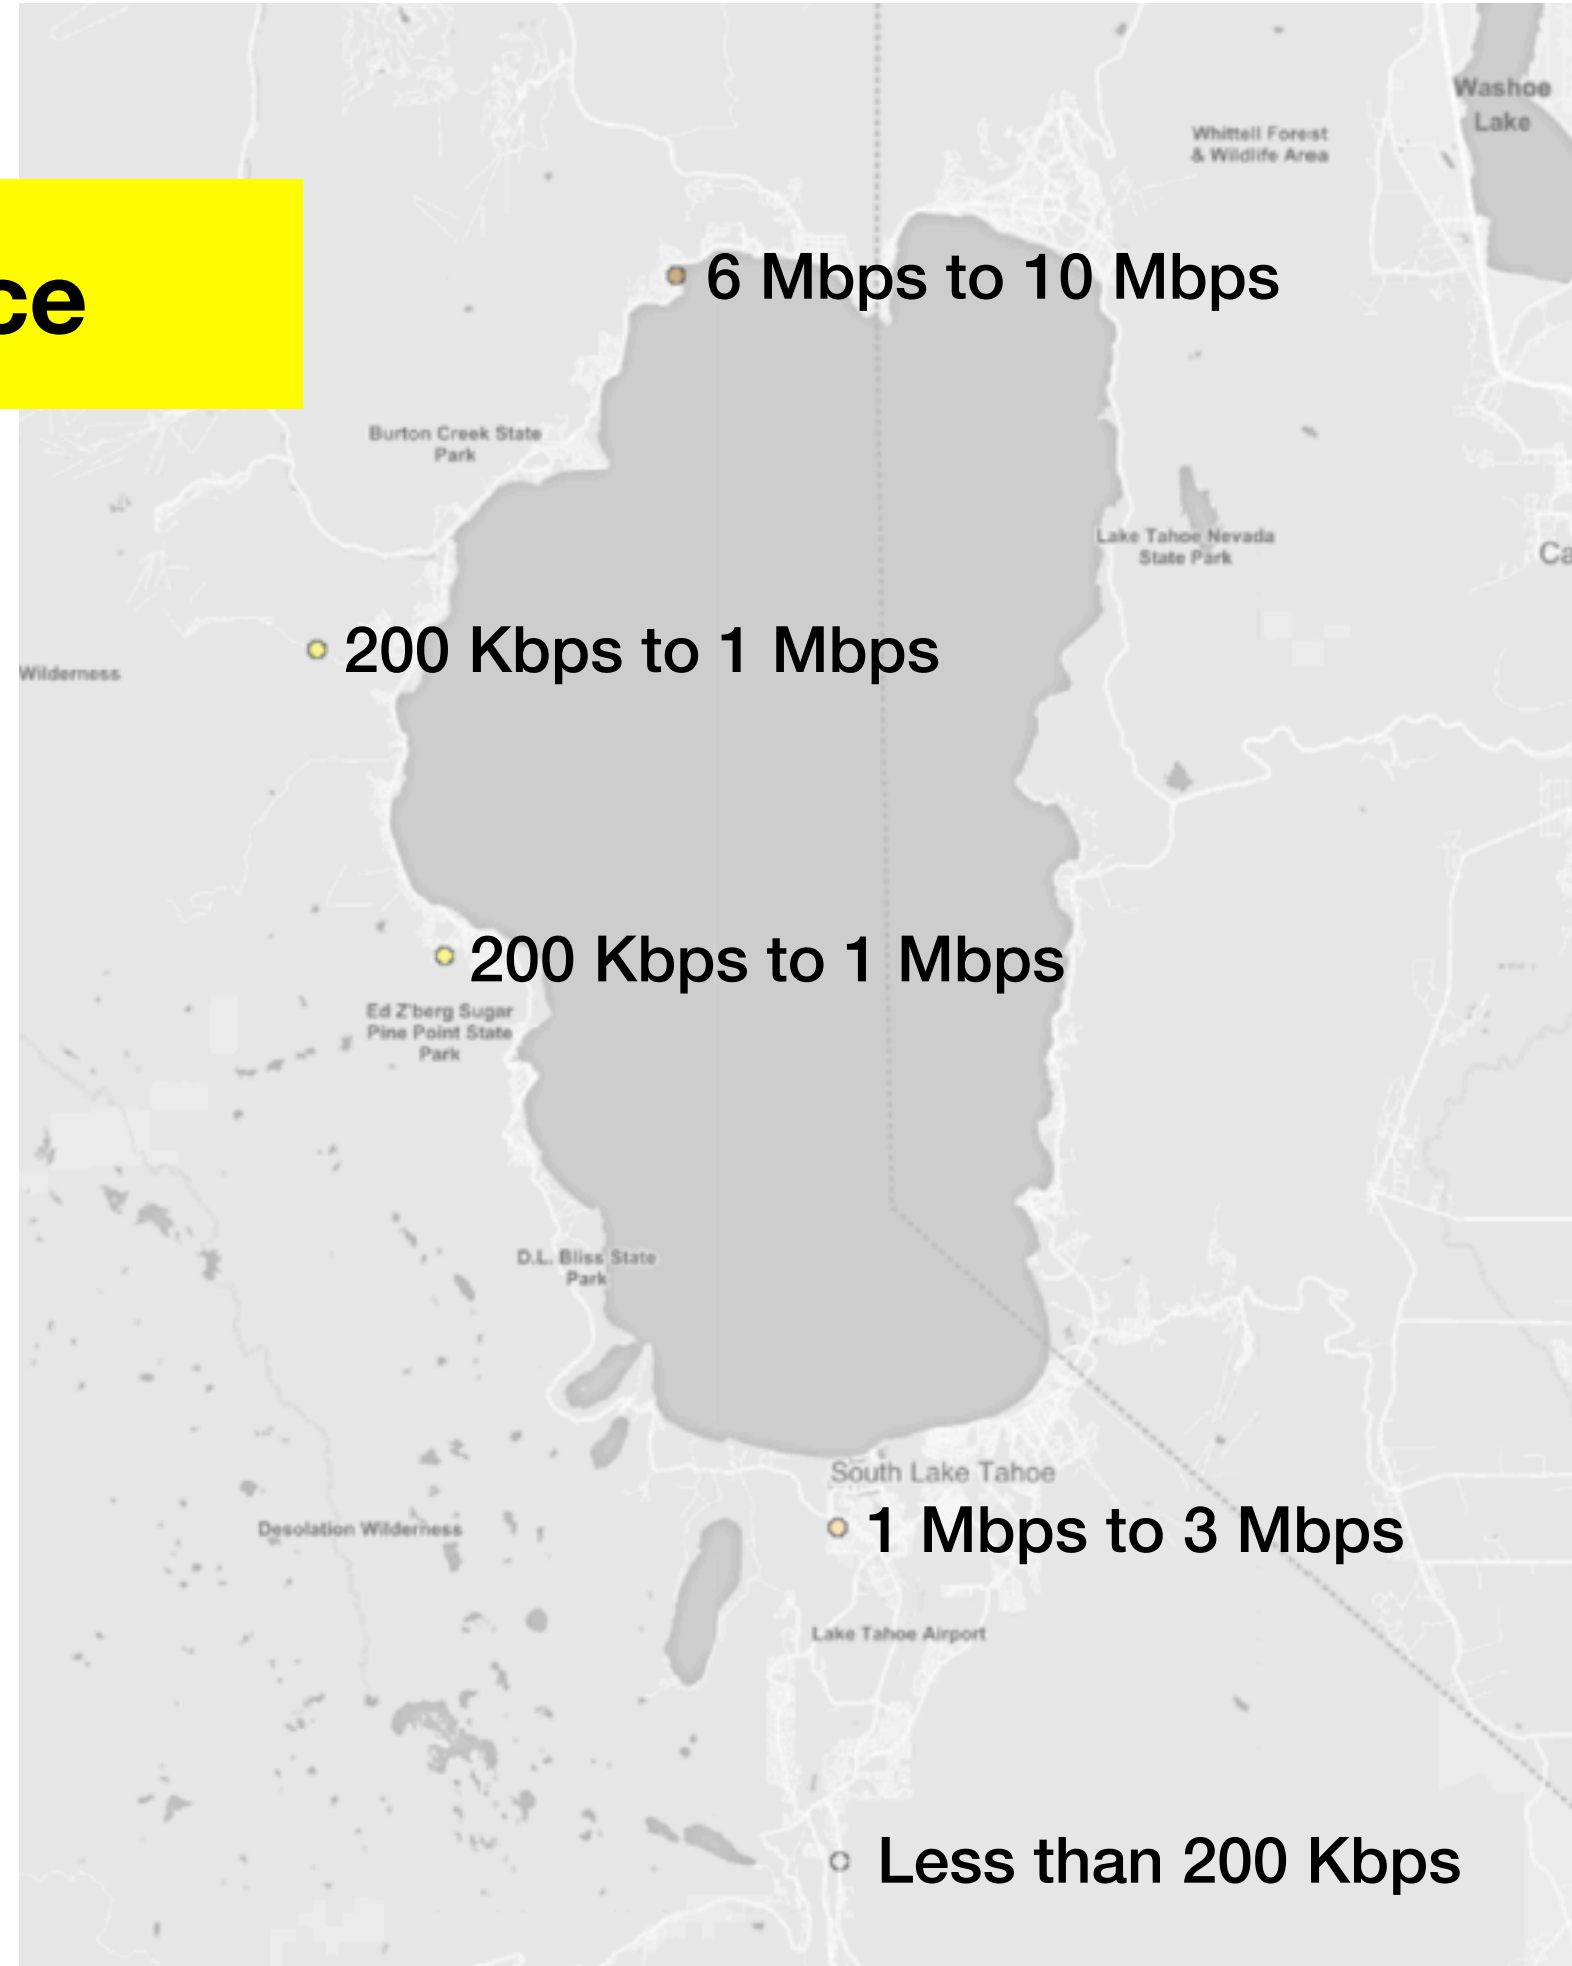 Washoe
Lake
Whittell Forest
& Wildlife Area
6 Mbps to 10 Mbps
ce
Burton Creek State
Park
Lake Tahoe Nevada
State Park
Ca
200 Kbps to 1 Mbps
Wilderness
200 Kbps to 1 Mbps
Ed Z'berg Sugar
Pine Point State
Park
D.L. Bliss State
Park
South Lake Tahoe
Desolation Wilderness
1 Mbps to 3 Mbps
Lake Tahoe Airport
Less than 200 Kbps